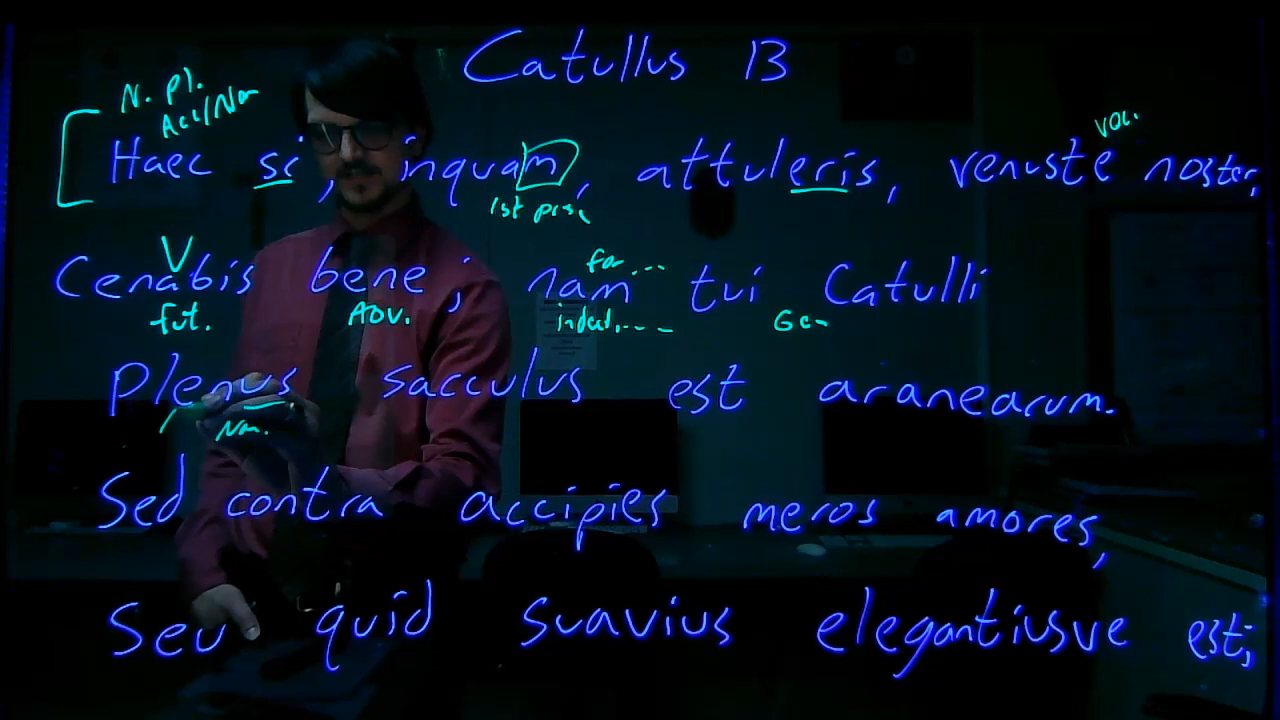 Catullus 13
N. Pl.
Acc/Nom
voc.
Haec si, inquam, attuleris, venuste noster,
1st pers.
V
for...
Cenabis bene; nam tui Catulli
fut. ADV. Gen
Plenus sacculus est aranearum.
Nom.
Sed contra accipies meros amores,
Seu quid suavius elegantiusve est;